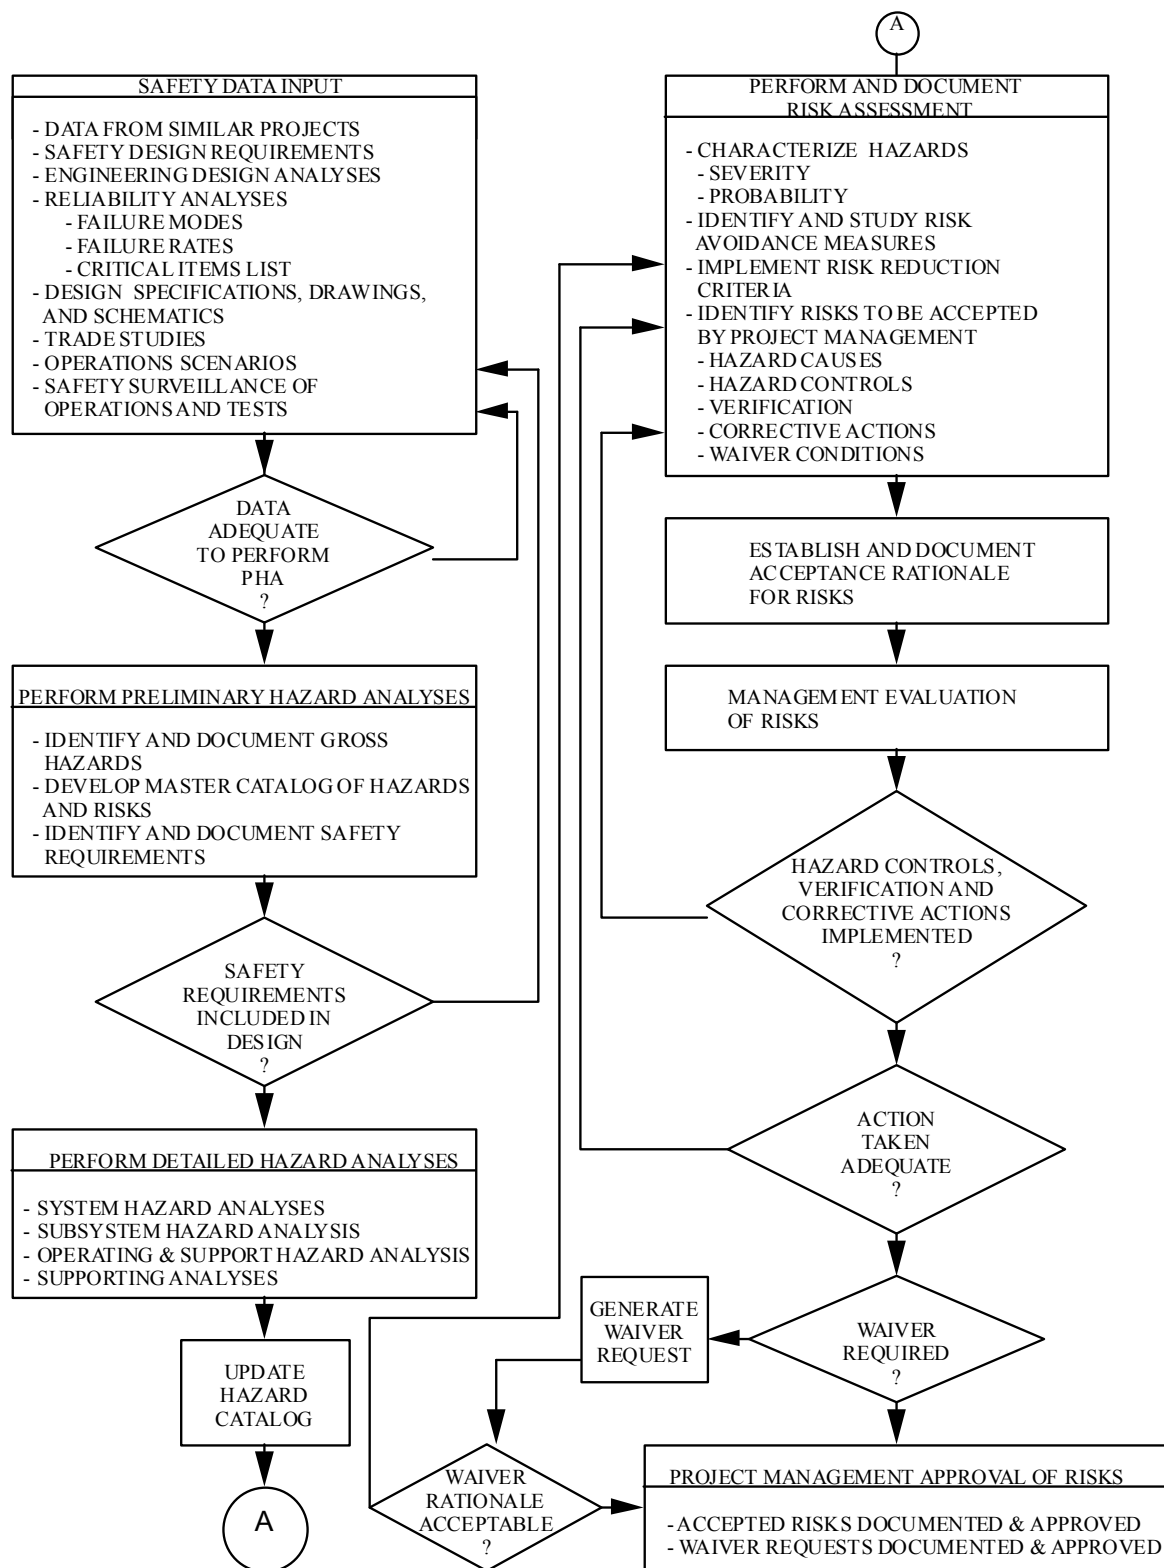 SAFETY DATA INPUT
- DATA FROM SIMILAR PROJECTS
- SAFETY DESIGN REQUIREMENTS
- ENGINEERING DESIGN ANALYSES
- RELIABILITY ANALYSES
- FAILURE MODES
- FAILURE RATES
- CRITICAL ITEMS LIST
- DESIGN SPECIFICATIONS, DRAWINGS,
AND SCHEMATICS
- TRADE STUDIES
- OPERATIONS SCENARIOS
- SAFETY SURVEILLANCE OF
OPERATIONS AND TESTS
DATA
ADEQUATE
TO PERFORM
PHA
?
PERFORM PRELIMINARY HAZARD ANALYSES
- IDENTIFY AND DOCUMENT GROSS
HAZARDS
- DEVELOP MASTER CATALOG OF HAZARDS
AND RISKS
- IDENTIFY AND DOCUMENT SAFETY
REQUIREMENTS
SAFETY
REQUIREMENTS
INCLUDED IN
DESIGN
?
PERFORM DETAILED HAZARD ANALYSES
- SYSTEM HAZARD ANALYSES
- SUBSYSTEM HAZARD ANALYSIS
- OPERATING & SUPPORT HAZARD ANALYSIS
- SUPPORTING ANALYSES
UPDATE
HAZARD
CATALOG
A
A
PERFORM AND DOCUMENT
RISK ASSESSMENT
- CHARACTERIZE HAZARDS
- SEVERITY
- PROBABILITY
- IDENTIFY AND STUDY RISK
AVOIDANCE MEASURES
- IMPLEMENT RISK REDUCTION
CRITERIA
- IDENTIFY RISKS TO BE ACCEPTED
BY PROJECT MANAGEMENT
- HAZARD CAUSES
- HAZARD CONTROLS
- VERIFICATION
- CORRECTIVE ACTIONS
- WAIVER CONDITIONS
ESTABLISH AND DOCUMENT
ACCEPTANCE RATIONALE
FOR RISKS
MANAGEMENT EVALUATION
OF RISKS
HAZARD CONTROLS,
VERIFICATION AND
CORRECTIVE ACTIONS
IMPLEMENTED
?
ACTION
TAKEN
ADEQUATE
?
WAIVER
REQUIRED
?
GENERATE
WAIVER
REQUEST
WAIVER
RATIONALE
ACCEPTABLE
?
PROJECT MANAGEMENT APPROVAL OF RISKS
- ACCEPTED RISKS DOCUMENTED & APPROVED
- WAIVER REQUESTS DOCUMENTED & APPROVED